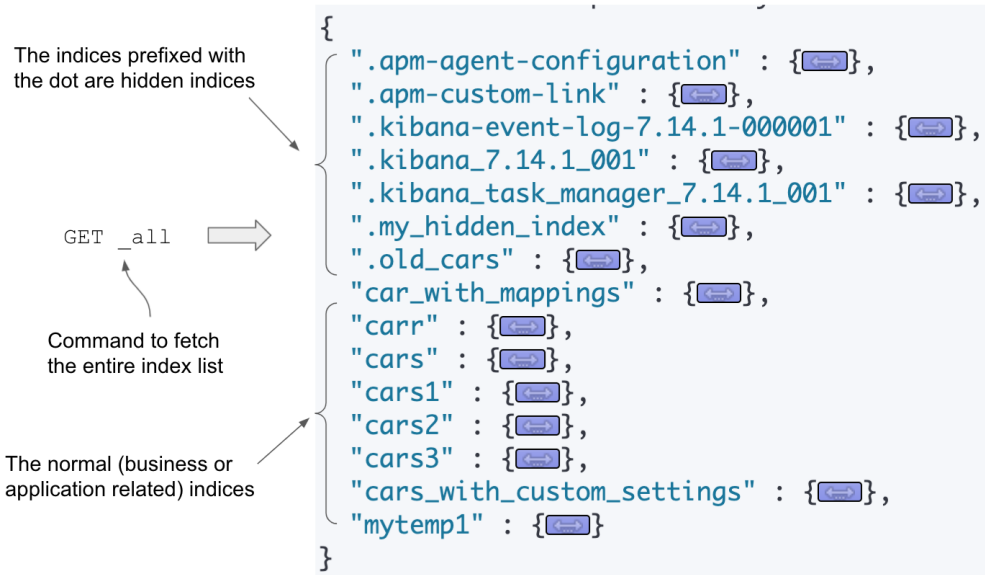 The indices prefixed with
the dot are hidden indices
GET _all
Command to fetch
the entire index list
The normal (business or
application related) indices
{
".apm-agent-configuration" : {},
".apm-custom-link" : {},
".kibana-event-log-7.14.1-000001" : {},
".kibana_7.14.1_001" : {},
".kibana_task_manager_7.14.1_001" : {},
".my_hidden_index" : {},
".old_cars" : {},
"car_with_mappings" : {},
"carr" : {},
"cars" : {},
"cars1" : {},
"cars2" : {},
"cars3" : {},
"cars_with_custom_settings" : {},
"mytemp1" : {}
}